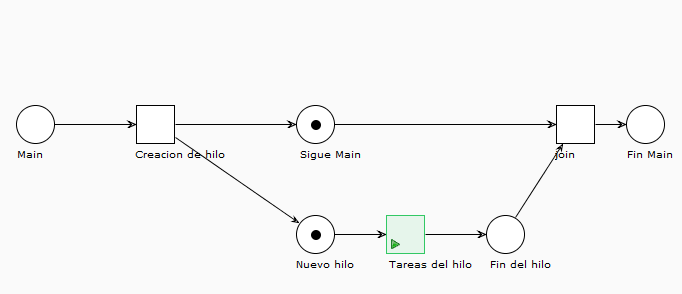 Main
Creacion de hilo
Sigue Main
join
Fin Main
Nuevo hilo
Tareas del hilo
Fin del hilo